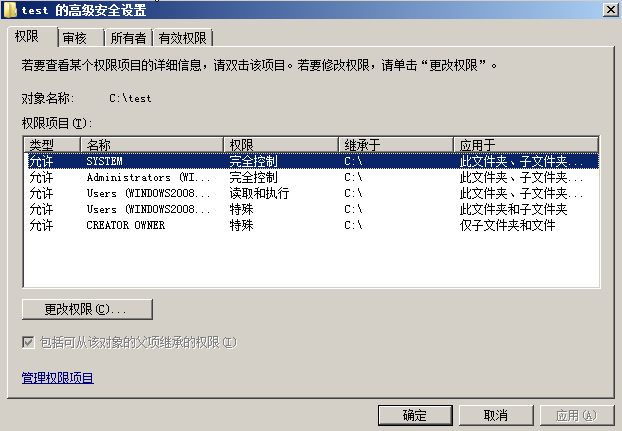 test 的高级安全设置
权限 审核 所有者 有效权限
若要查看某个权限项目的详细信息，请双击该项目。若要修改权限，请单击“更改权限”。
对象名称: C:\test
权限项目(T):
类型 名称 权限 继承于 应用于
允许 SYSTEM 完全控制 C:\ 此文件夹、子文件夹...
允许 Administrators (WI... 完全控制 C:\ 此文件夹、子文件夹...
允许 Users (WINDOWS2008... 读取和执行 C:\ 此文件夹、子文件夹...
允许 Users (WINDOWS2008... 特殊 C:\ 此文件夹和子文件夹
允许 CREATOR OWNER 特殊 C:\ 仅子文件夹和文件
更改权限(C)...
包括可从该对象的父项继承的权限(I)
管理权限项目
确定 取消 应用(A)